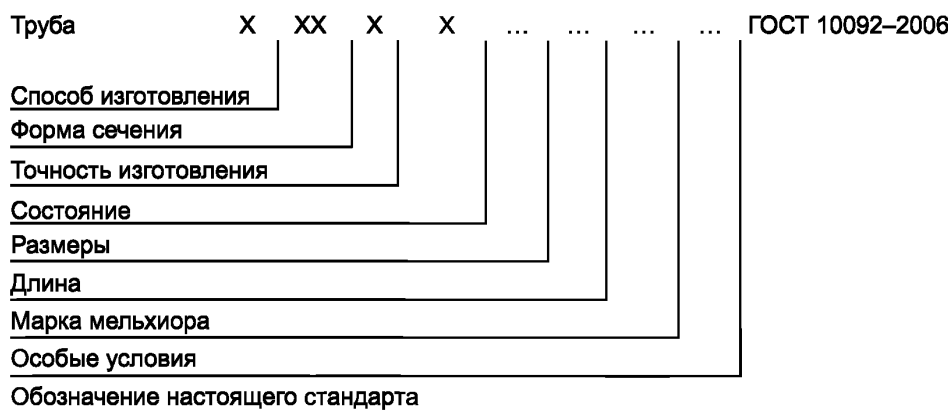 Труба X XX X X ... ... ... ... ГОСТ 10092–2006
Способ изготовления
Форма сечения
Точность изготовления
Состояние
Размеры
Длина
Марка мельхиора
Особые условия
Обозначение настоящего стандарта